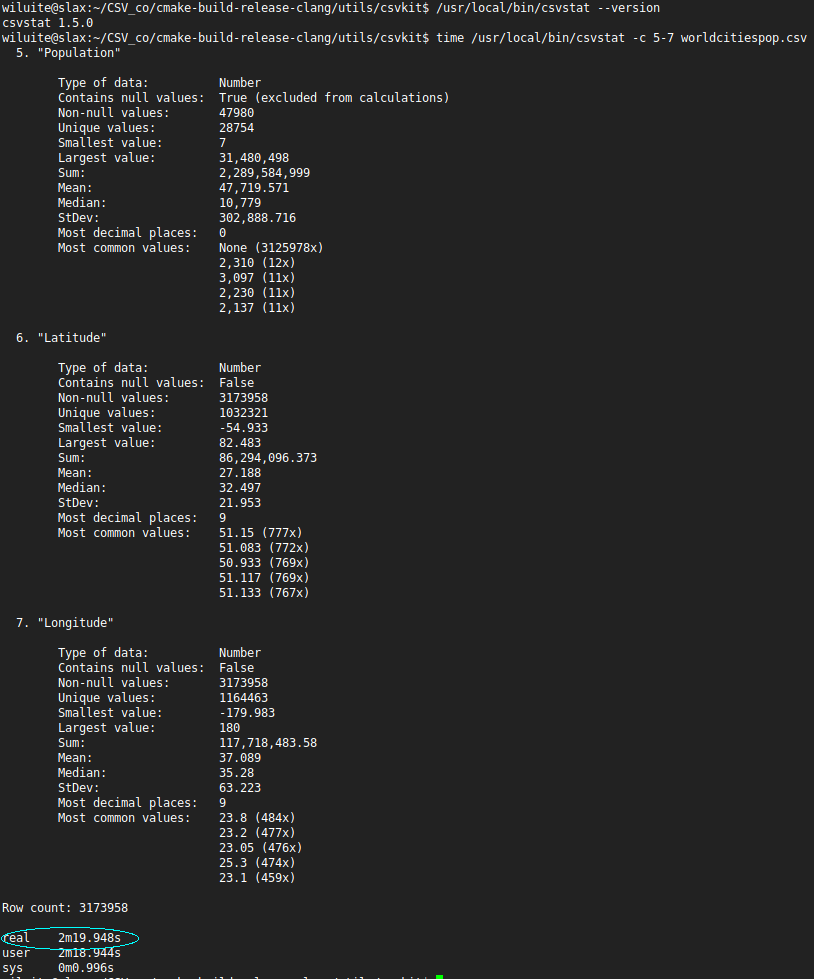 wiluite@slax:~/CSV_co/cmake-build-release-clang/utils/csvkit$ /usr/local/bin/csvstat --version
csvstat 1.5.0
wiluite@slax:~/CSV_co/cmake-build-release-clang/utils/csvkit$ time /usr/local/bin/csvstat -c 5-7 worldcitiespop.csv
5. "Population"
Type of data: Number
Contains null values: True (excluded from calculations)
Non-null values: 47980
Unique values: 28754
Smallest value: 7
Largest value: 31,480,498
Sum: 2,289,584,999
Mean: 47,719.571
Median: 10,779
StDev: 302,888.716
Most decimal places: 0
Most common values: None (3125978x)
2,310 (12x)
3,097 (11x)
2,230 (11x)
2,137 (11x)
6. "Latitude"
Type of data: Number
Contains null values: False
Non-null values: 3173958
Unique values: 1032321
Smallest value: -54.933
Largest value: 82.483
Sum: 86,294,096.373
Mean: 27.188
Median: 32.497
StDev: 21.953
Most decimal places: 9
Most common values: 51.15 (777x)
51.083 (772x)
50.933 (769x)
51.117 (769x)
51.133 (767x)
7. "Longitude"
Type of data: Number
Contains null values: False
Non-null values: 3173958
Unique values: 1164463
Smallest value: -179.983
Largest value: 180
Sum: 117,718,483.58
Mean: 37.089
Median: 35.28
StDev: 63.223
Most decimal places: 9
Most common values: 23.8 (484x)
23.2 (477x)
23.05 (476x)
25.3 (474x)
23.1 (459x)
Row count: 3173958
real 2m19.948s
user 2m18.944s
sys 0m0.996s